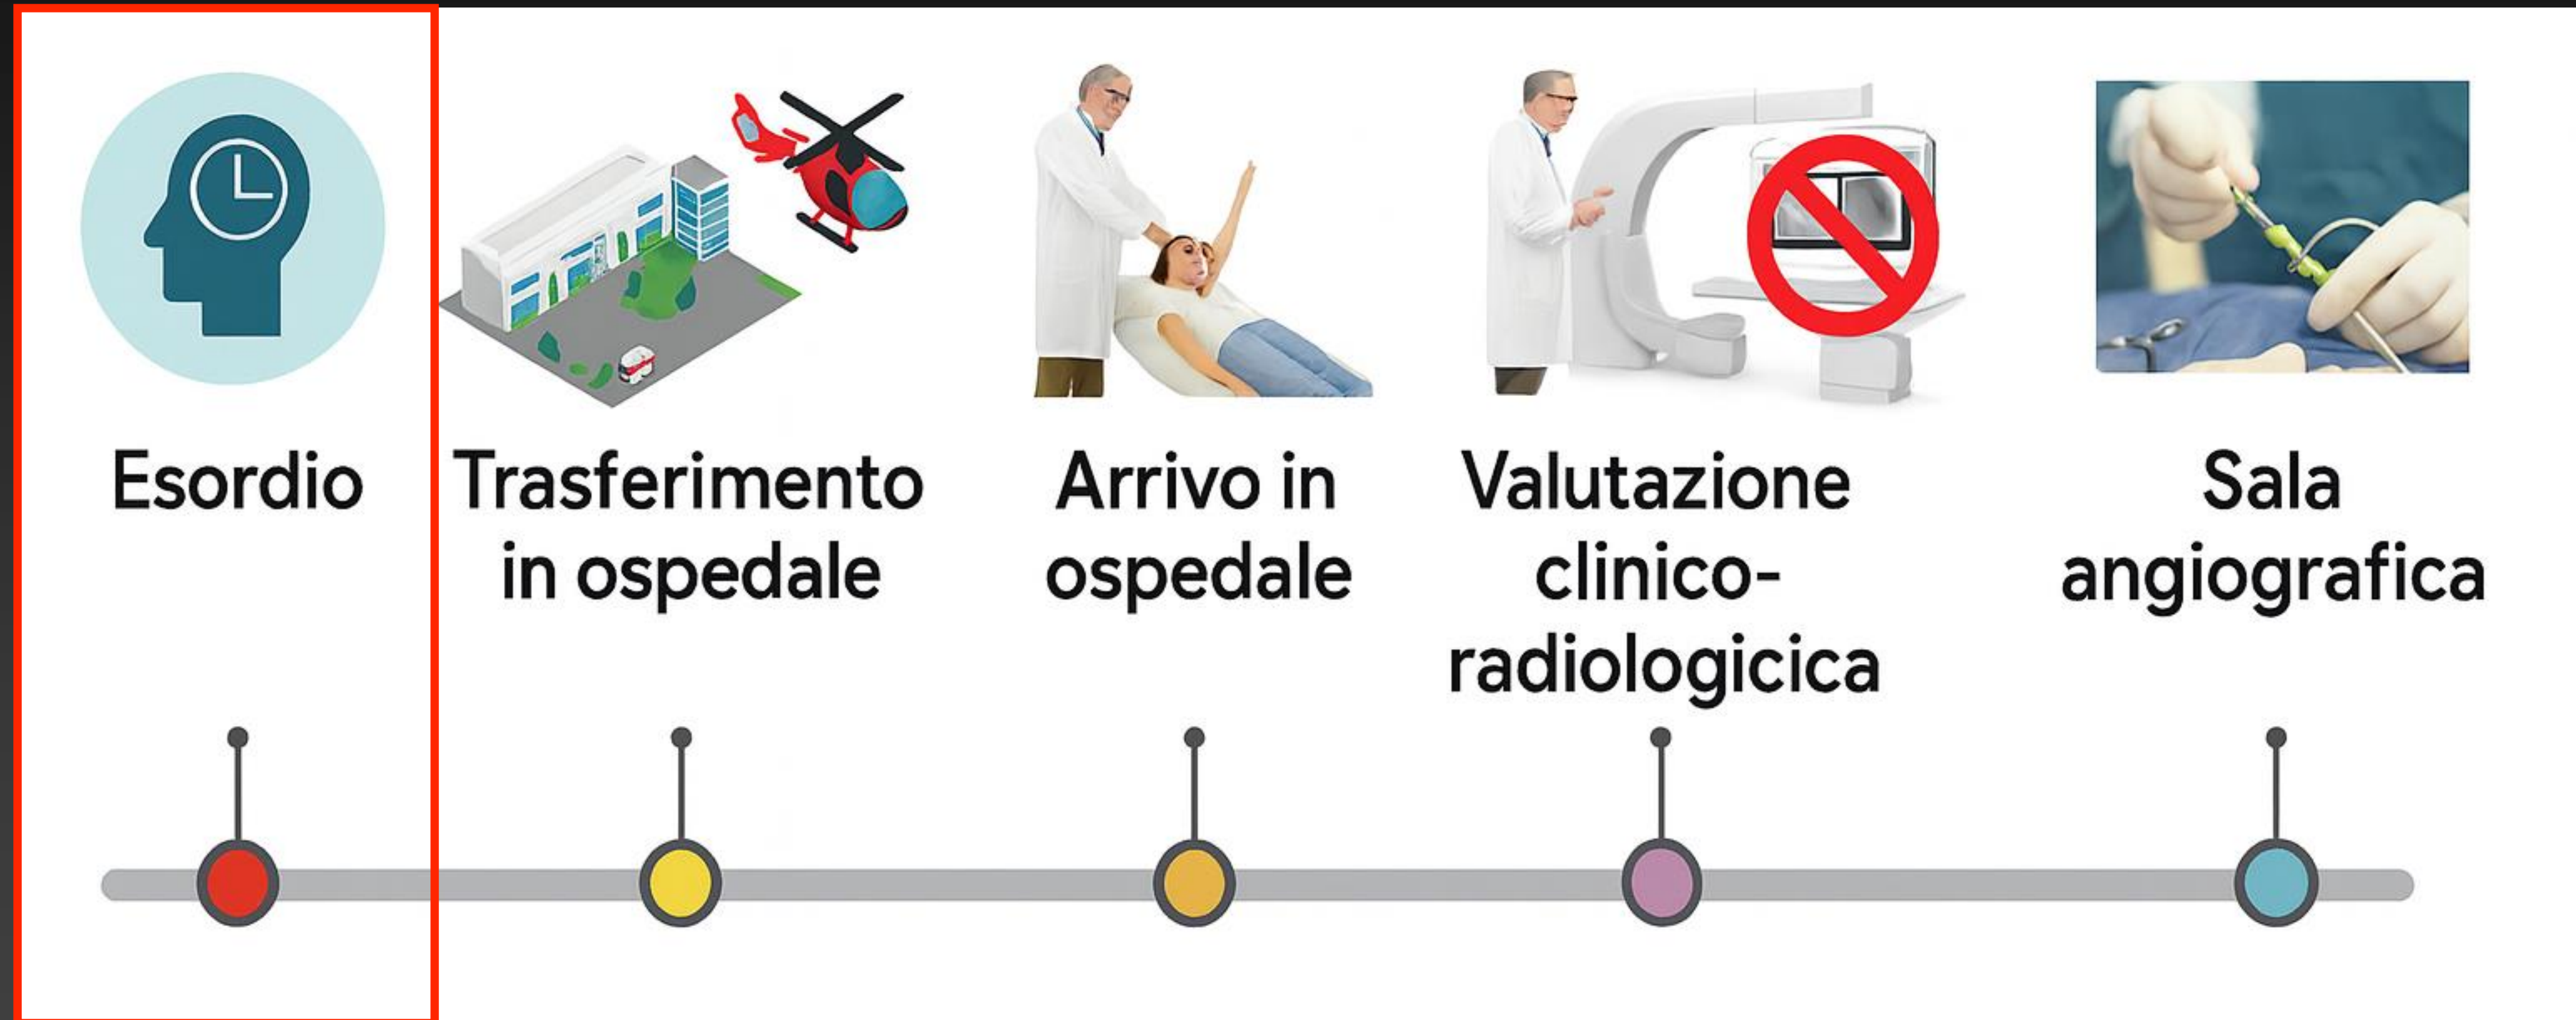 Esordio
Trasferimento
in ospedale
Arrivo in
ospedale
Valutazione
clinico-
radiologicica
Sala
angiografica